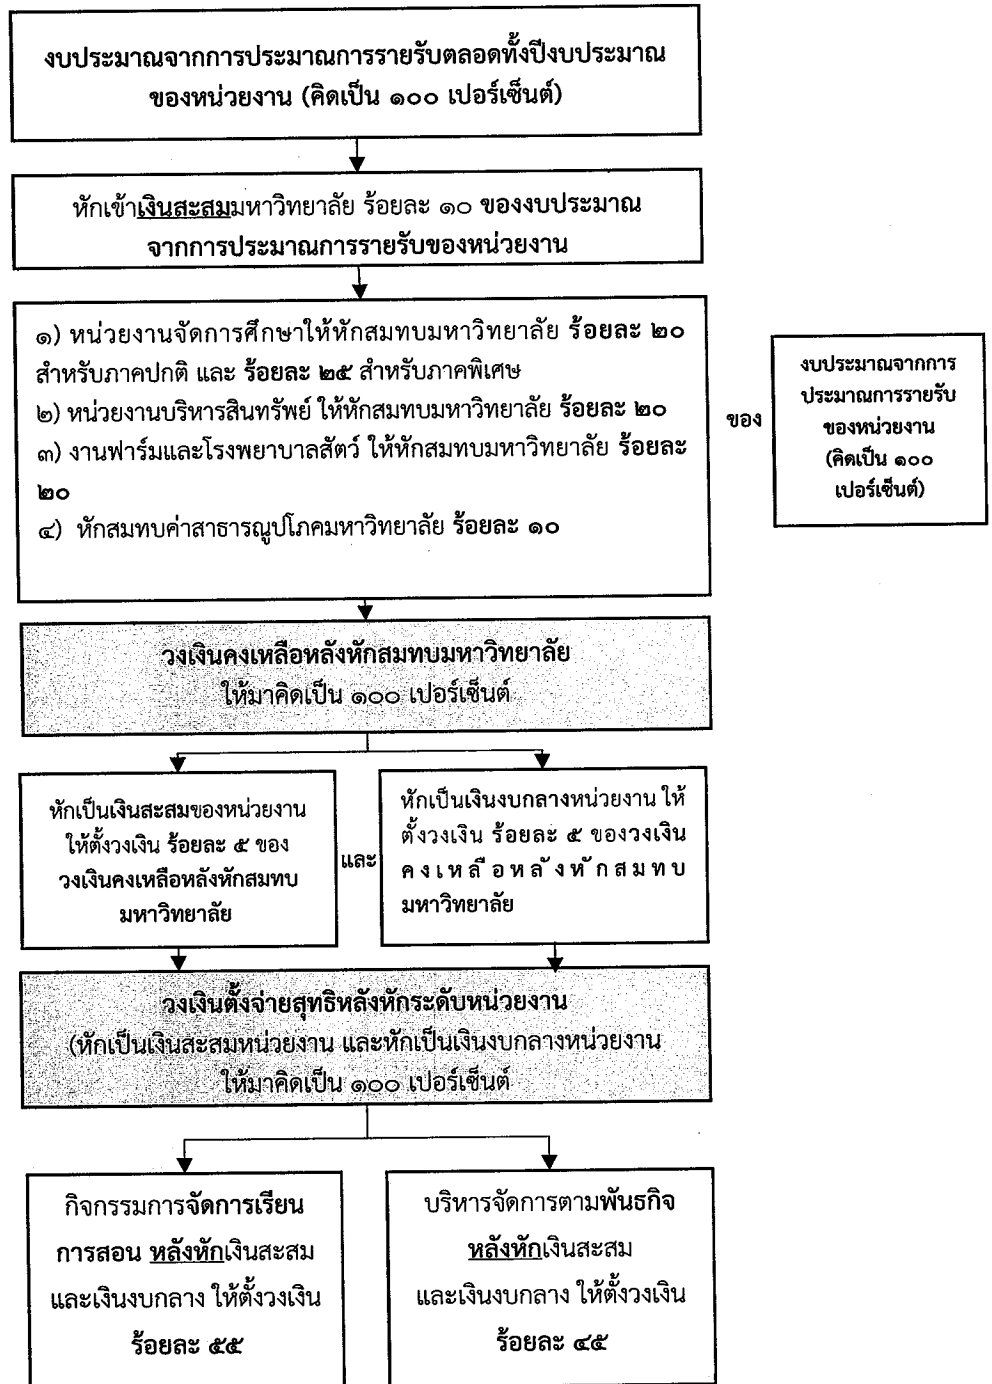 งบประมาณจากการประมาณการรายรับตลอดทั้งปีงบประมาณ
ของหน่วยงาน (คิดเป็น ๑๐๐ เปอร์เซ็นต์)
หักเข้าเงินสะสมมหาวิทยาลัย ร้อยละ ๑๐ ของงบประมาณ
จากการประมาณการรายรับของหน่วยงาน
๑) หน่วยงานจัดการศึกษาให้หักสมทบมหาวิทยาลัย ร้อยละ ๒๐
สำหรับภาคปกติ และ ร้อยละ ๒๕ สำหรับภาคพิเศษ
๒) หน่วยงานบริหารสินทรัพย์ ให้หักสมทบมหาวิทยาลัย ร้อยละ ๒๐
๓) งานฟาร์มและโรงพยาบาลสัตว์ ให้หักสมทบมหาวิทยาลัย ร้อยละ
๒๐
๔) หักสมทบค่าสาธารณูปโภคมหาวิทยาลัย ร้อยละ ๑๐
ของ
งบประมาณจากการ
ประมาณการรายรับ
ของหน่วยงาน
(คิดเป็น ๑๐๐
เปอร์เซ็นต์)
วงเงินคงเหลือหลังหักสมทบมหาวิทยาลัย
ให้มาคิดเป็น ๑๐๐ เปอร์เซ็นต์
หักเป็นเงินสะสมของหน่วยงาน
ให้ตั้งวงเงิน ร้อยละ ๕ ของ
วงเงินคงเหลือหลังหักสมทบ
มหาวิทยาลัย
และ
หักเป็นเงินงบกลางหน่วยงาน ให้
ตั้งวงเงิน ร้อยละ ๕ ของวงเงิน
คงเหลือหลังหักสมทบ
มหาวิทยาลัย
วงเงินตั้งจ่ายสุทธิหลังหักระดับหน่วยงาน
(หักเป็นเงินสะสมหน่วยงาน และหักเป็นเงินงบกลางหน่วยงาน
ให้มาคิดเป็น ๑๐๐ เปอร์เซ็นต์
กิจกรรมการจัดการเรียน
การสอน หลังหักเงินสะสม
และเงินงบกลาง ให้ตั้งวงเงิน
ร้อยละ ๕๕
บริหารจัดการตามพันธกิจ
หลังหักเงินสะสม
และเงินงบกลาง ให้ตั้งวงเงิน
ร้อยละ ๔๕